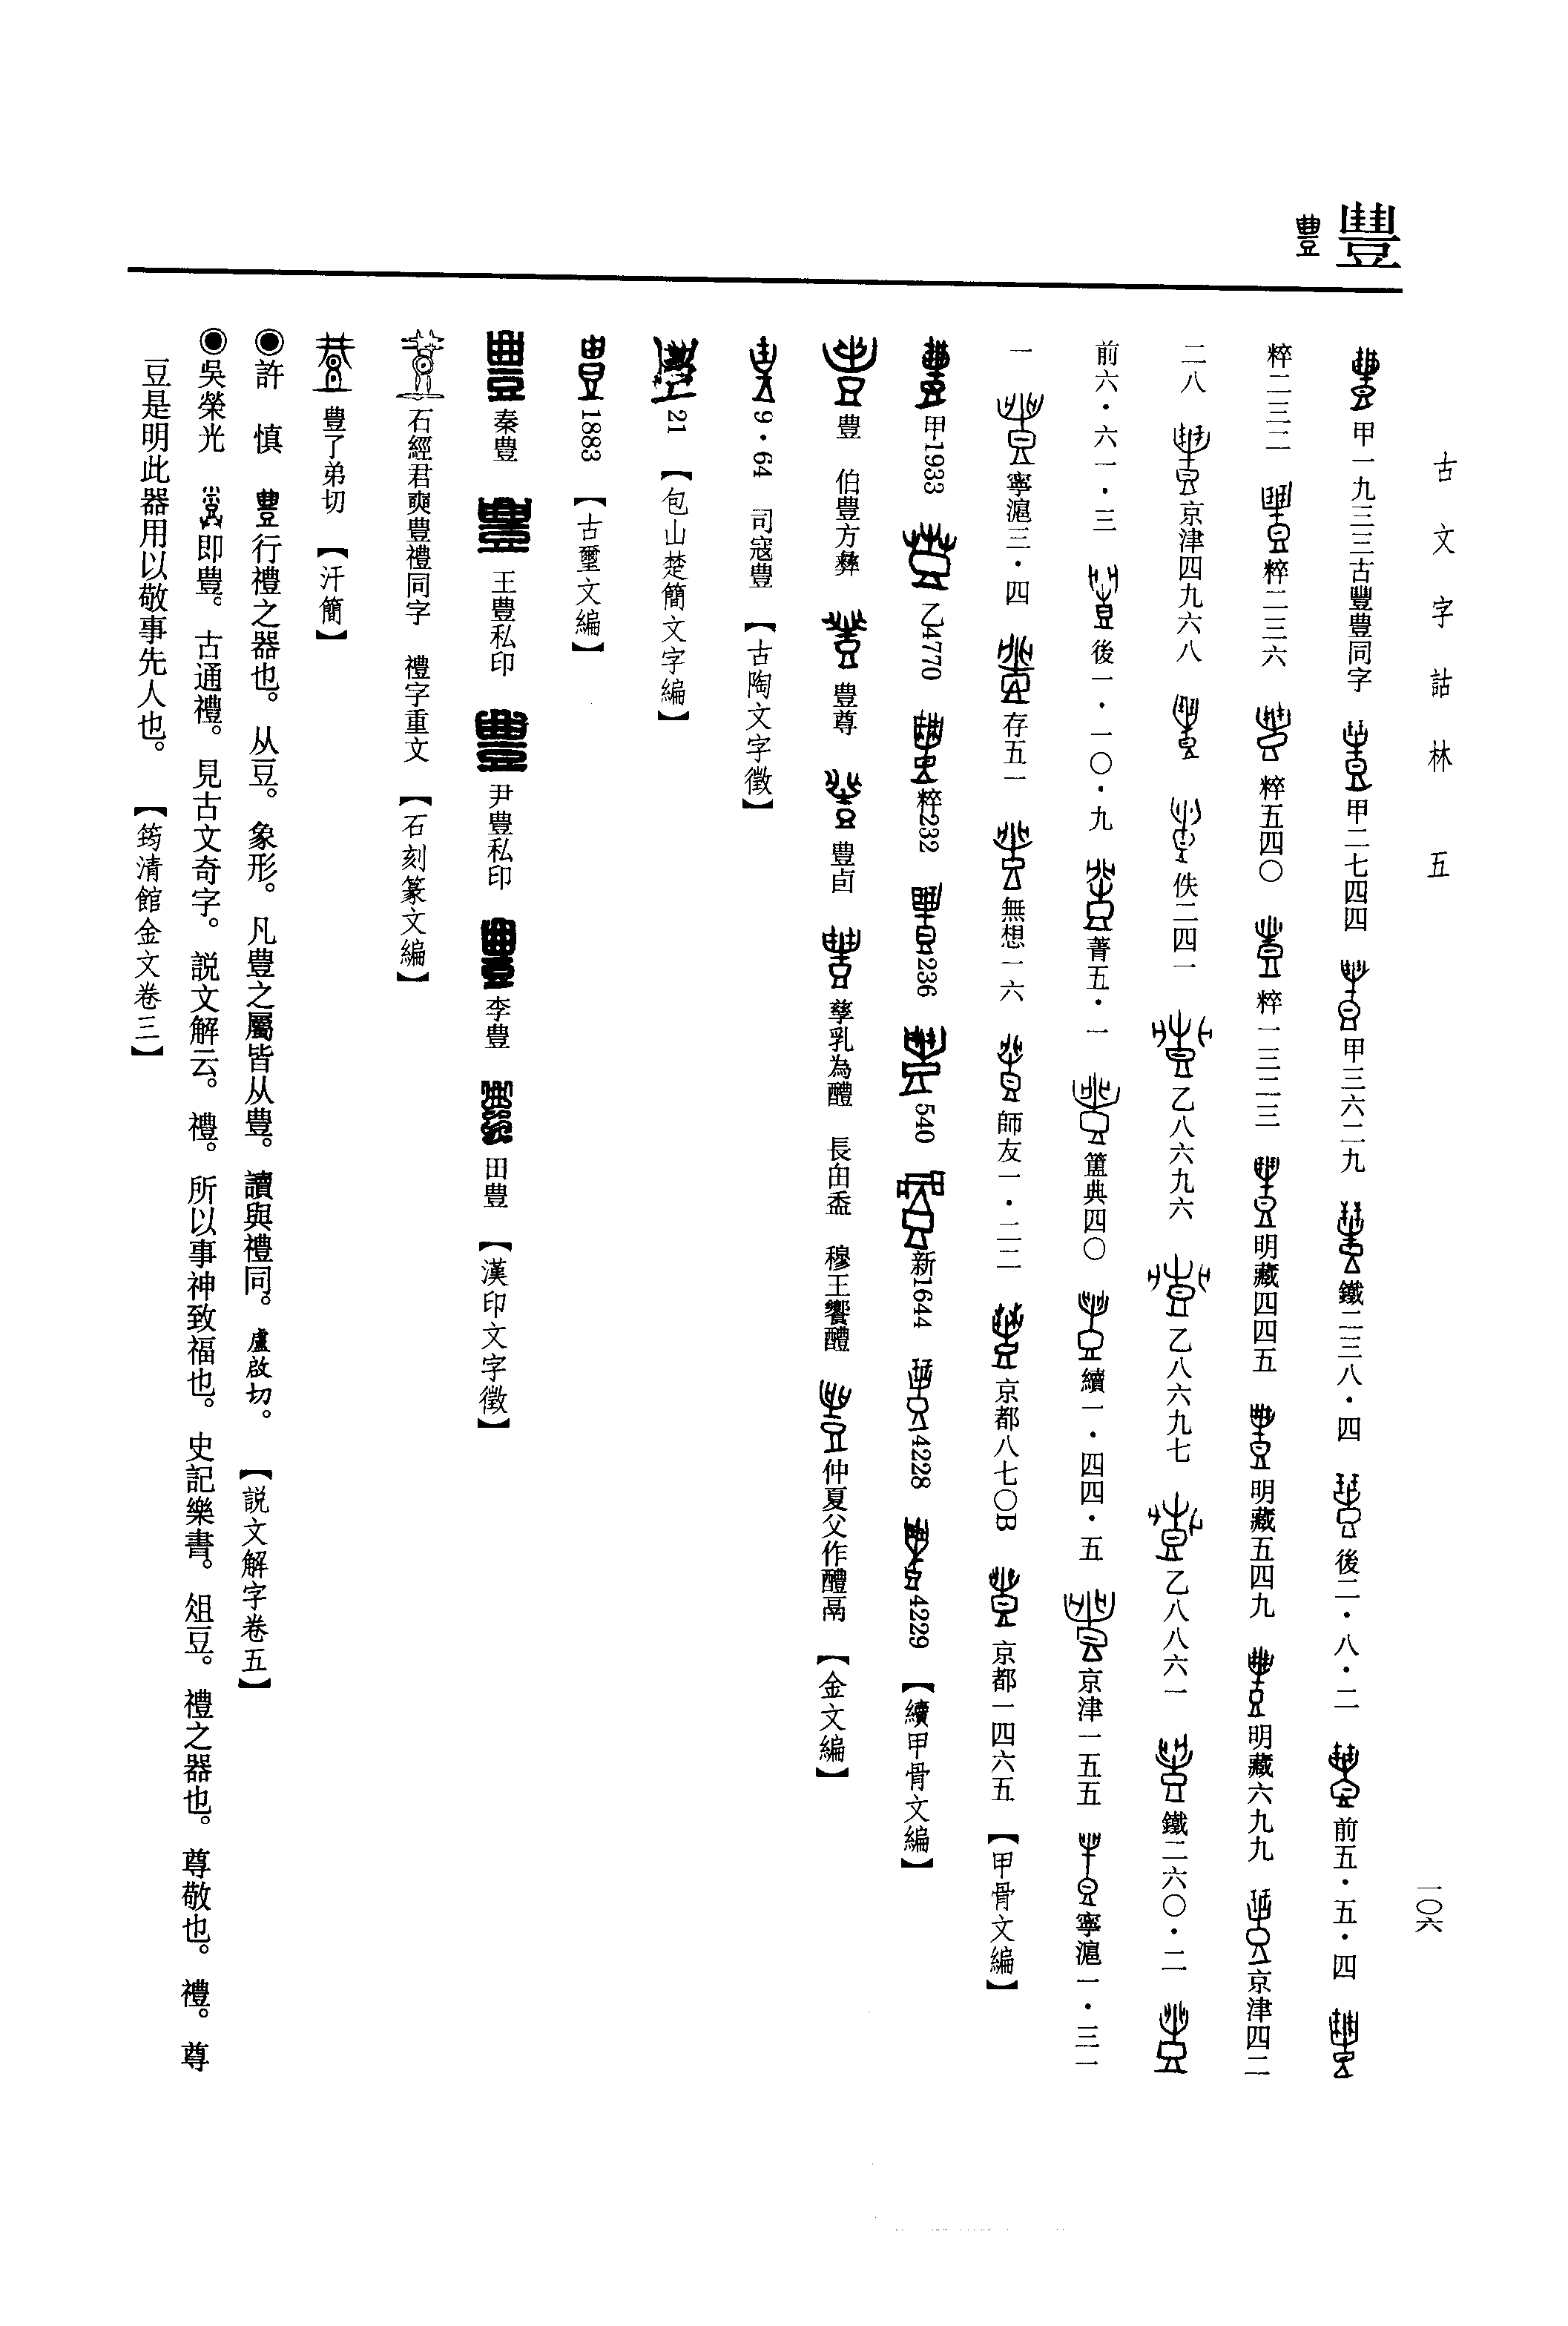 古文字詁林 五
一〇六
豐 豊
甲一九三三古豐豊同字 甲二七四四 甲三六二九 鐵二三八・四 後二・八・二 前五・五・四
粹二三二 粹二三六 粹五四〇 粹一三二三 明藏四四五 明藏五四九 明藏六九九 京津四二
二八 京津四九六八 佚二四一 乙八六九六 乙八六九七 乙八八六一 鐵二六〇・二
前六・六一・三 後一・一〇・九 菁五・一 簠典四〇 續一・四四・五 京津一五五 寧滬一・三一
一 寧滬三・四 存五一 無想一六 師友一・二二 京都八七〇B 京都一四六五 【甲骨文編】
甲1933 乙4770 粹232 236 540 新1644 4228 4229 【續甲骨文編】
豊 伯豊方彝 豊尊 豊卣 孳乳為醴 長由盉 穆王饗醴 仲夏父作醴鬲 【金文編】
9・64 司寇豊 【古陶文字徵】
21 【包山楚簡文字編】
1883 【古璽文編】
秦豊 王豊私印 尹豊私印 李豊 田豊 【漢印文字徵】
石經君奭豊禮同字 禮字重文 【石刻篆文編】
豊了弟切 【汗簡】
◉許 慎 豊行禮之器也。从豆。象形。凡豊之屬皆从豊。讀與禮同。盧啟切。 【説文解字卷五】
◉吳榮光 即豊。古通禮。見古文奇字。説文解云。禮。所以事神致福也。史記樂書。俎豆。禮之器也。尊敬也。禮。尊
豆是明此器用以敬事先人也。 【筠清館金文卷三】